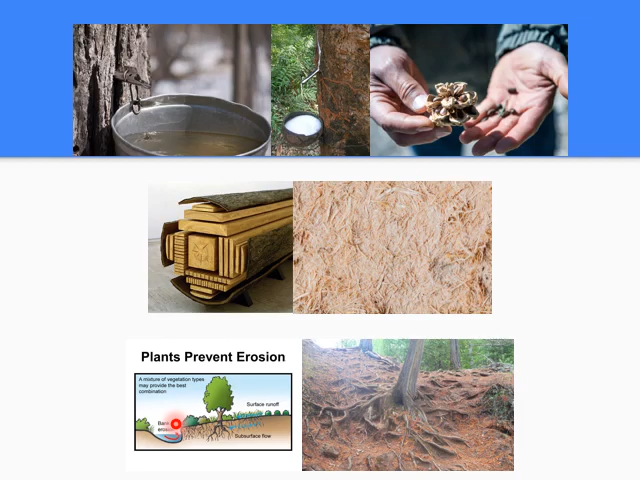 Plants Prevent Erosion
A mixture of vegetation types
may provide the best
combination
Surface runoff
Subsurface flow